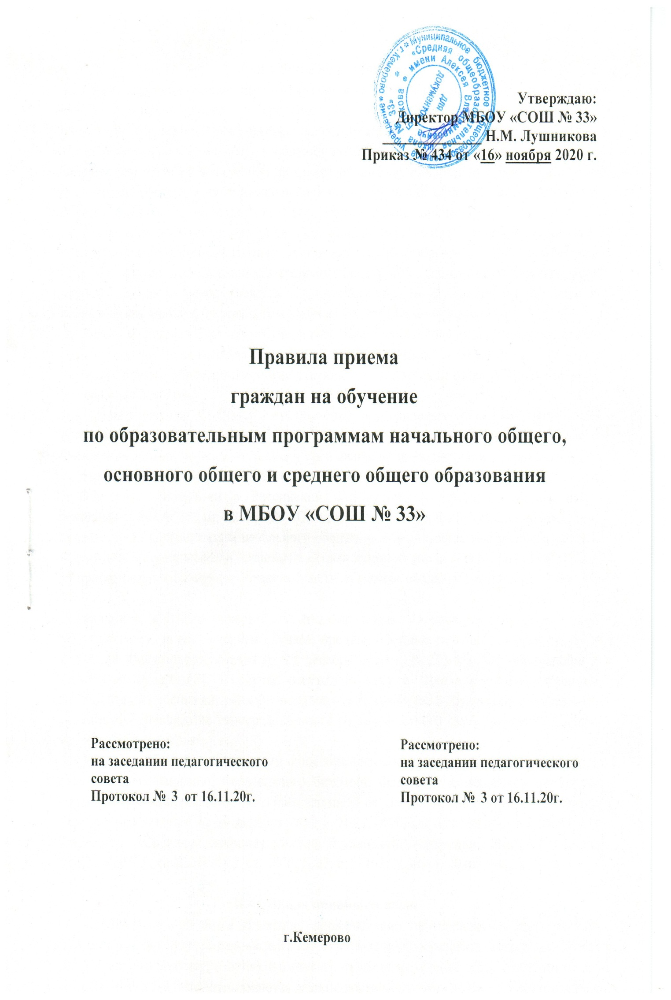 Утверждаю:
Директор МБОУ «СОШ № 33»
Н.М. Лушникова
Приказ № 434 от «16» ноября 2020 г.
* г.Кемерово * Муниципальное бюджетное общеобразовательное учреждение
* «Средняя общеобразовательная школа № 33»
* имени Алексея Владимировича
Для
документов
Правила приема
граждан на обучение
по образовательным программам начального общего,
основного общего и среднего общего образования
в МБОУ «СОШ № 33»
Рассмотрено:
на заседании педагогического
совета
Протокол № 3 от 16.11.20г.
Рассмотрено:
на заседании педагогического
совета
Протокол № 3 от 16.11.20г.
г.Кемерово